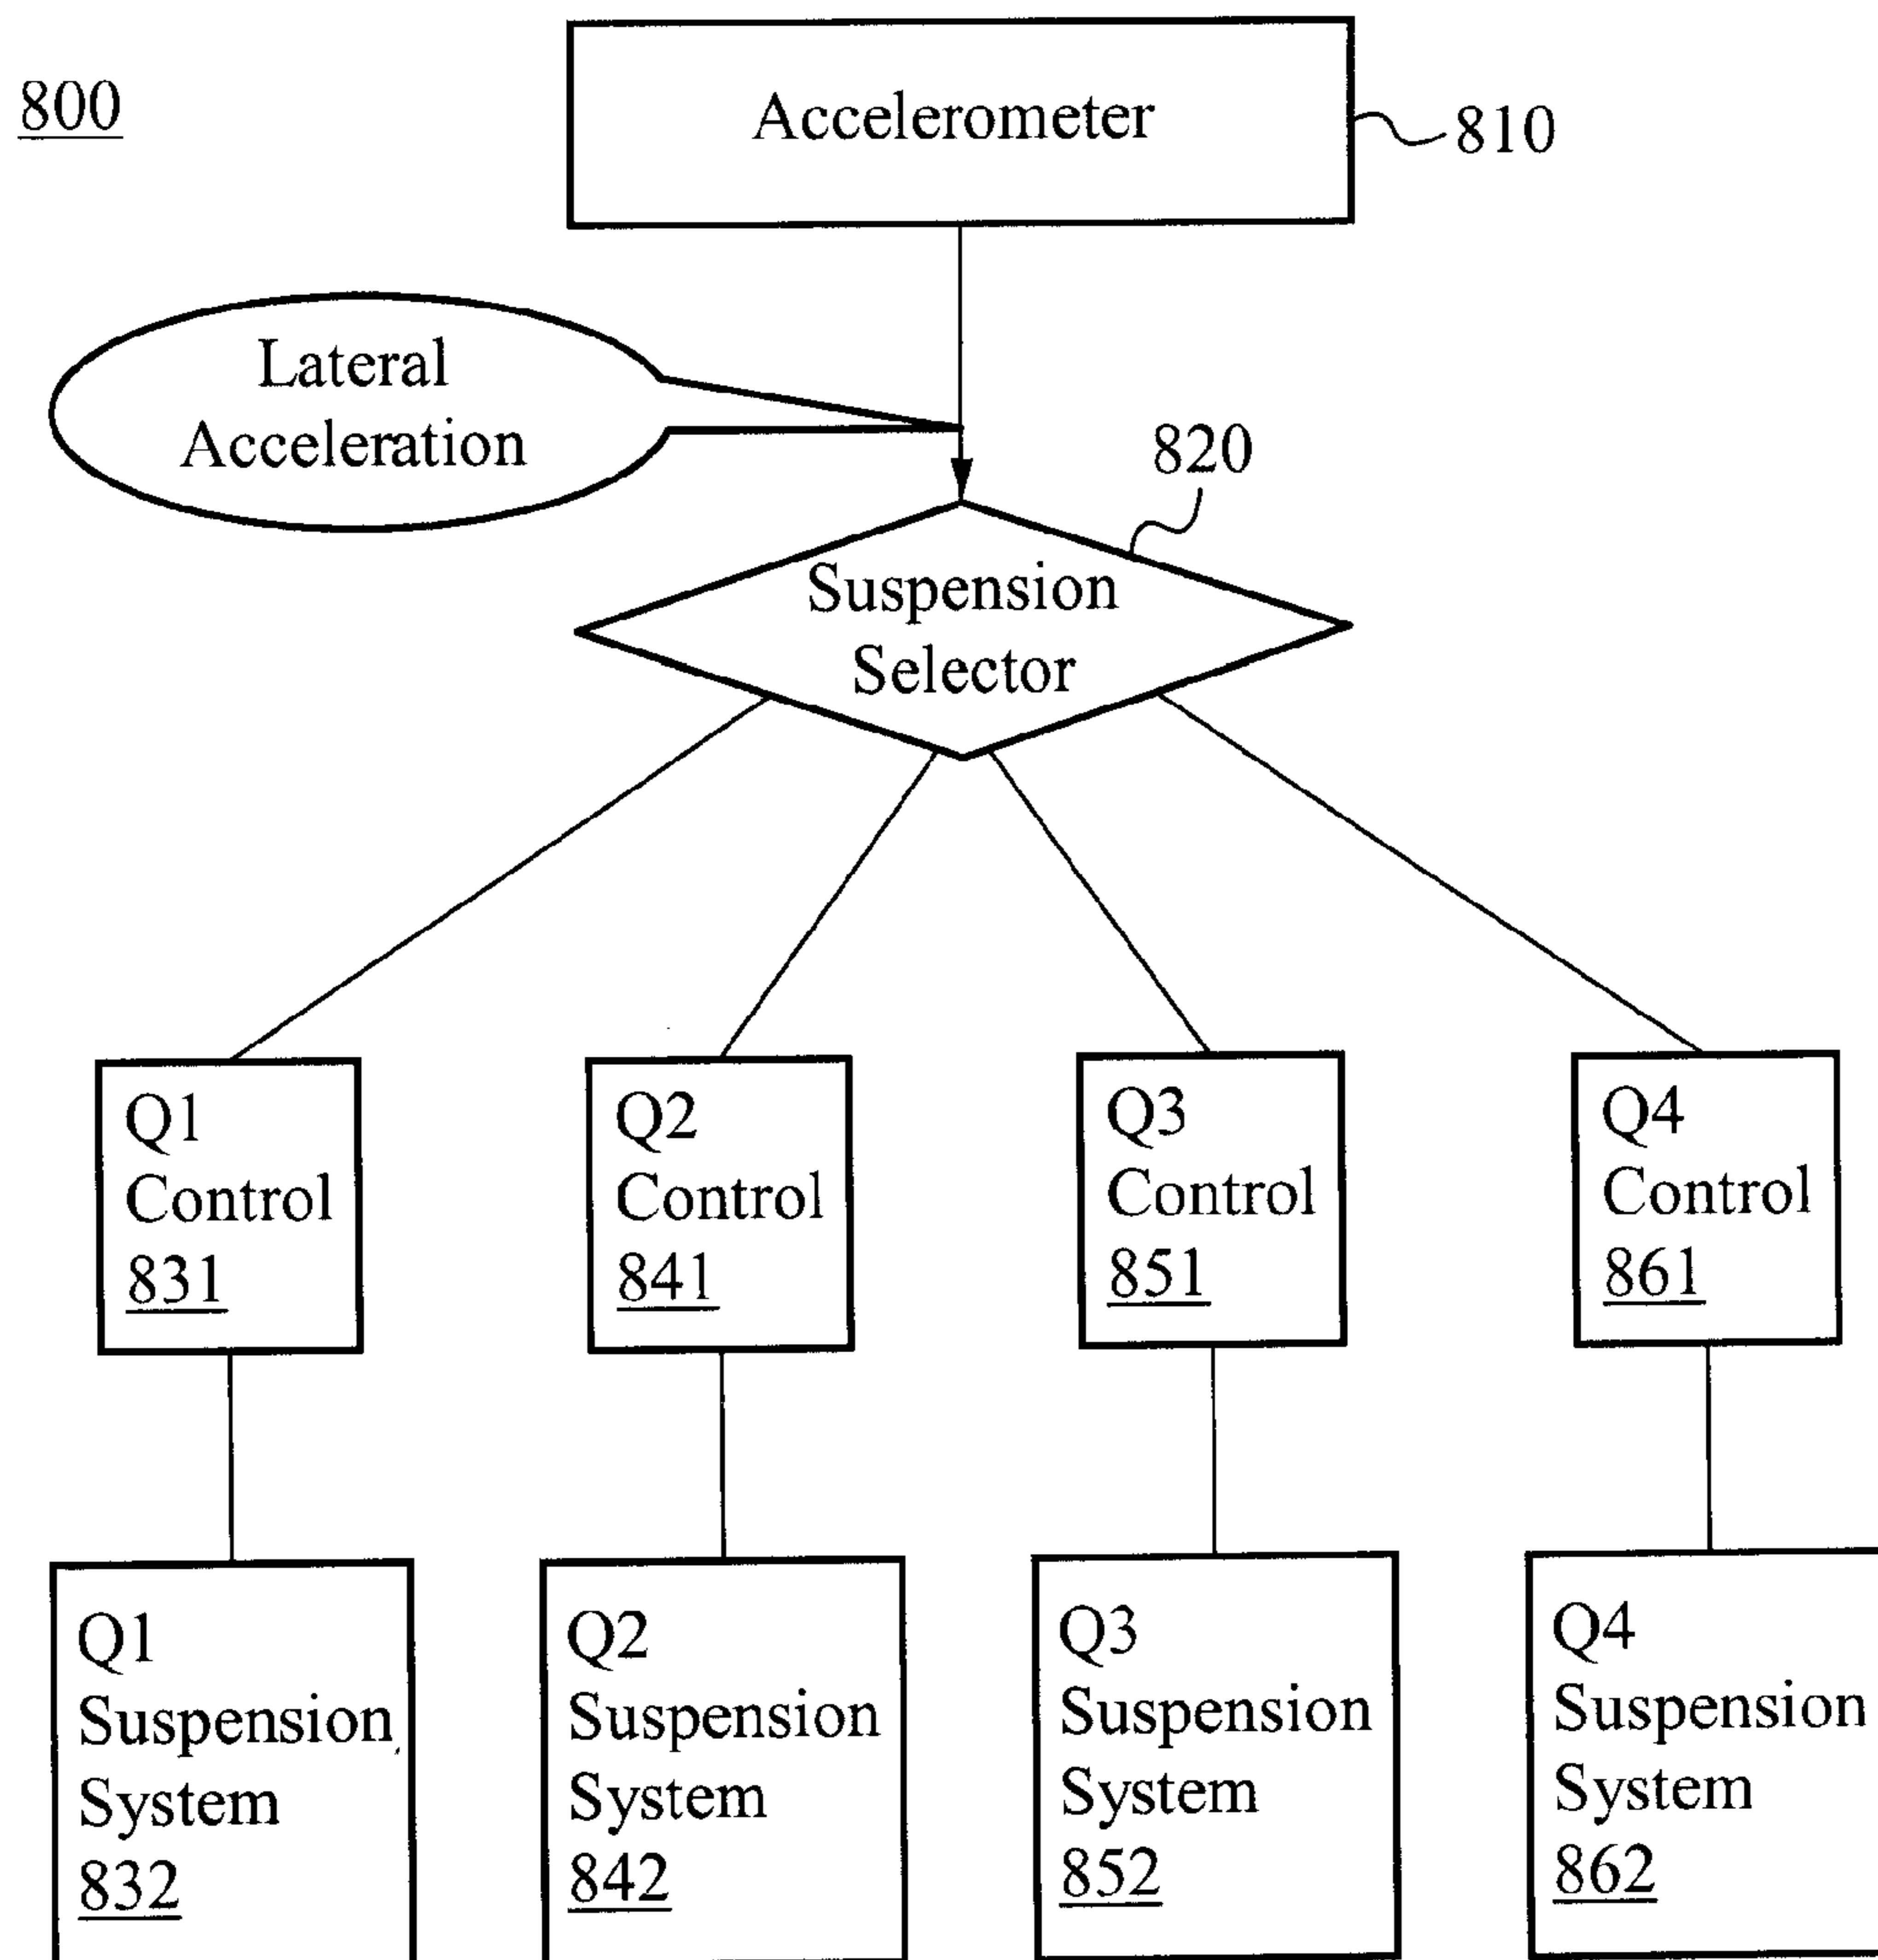 800
Accelerometer
810
Lateral
Acceleration
820
Suspension
Selector
Q1
Control
831
Q2
Control
841
Q3
Control
851
Q4
Control
861
Q1
Suspension
System
832
Q2
Suspension
System
842
Q3
Suspension
System
852
Q4
Suspension
System
862